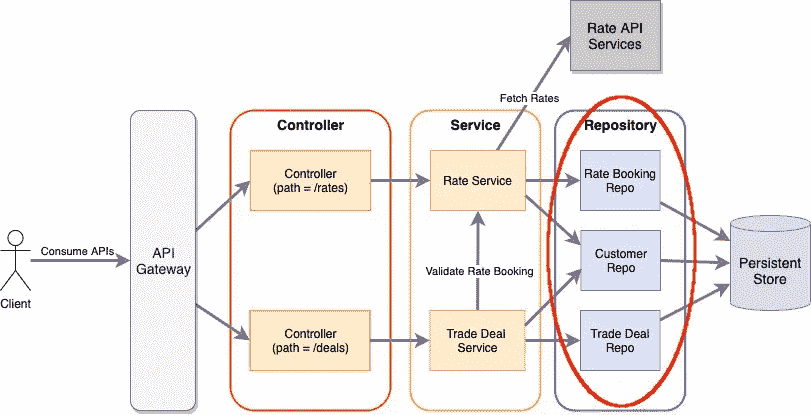 Rate API
Services
Fetch Rates
Controller
Service
Repository
Controller
(path = /rates)
Rate Service
Rate Booking
Repo
Client
Consume APIs
API
Gateway
Validate Rate Booking
Customer
Repo
Persistent
Store
Controller
(path = /deals)
Trade Deal
Service
Trade Deal
Repo